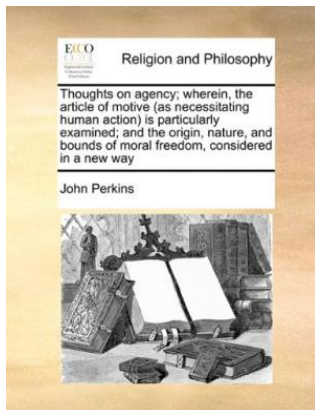 ECCO
Religion and Philosophy
Thoughts on agency; wherein, the
article of motive (as necessitating
human action) is particularly
examined; and the origin, nature, and
bounds of moral freedom, considered
in a new way
John Perkins